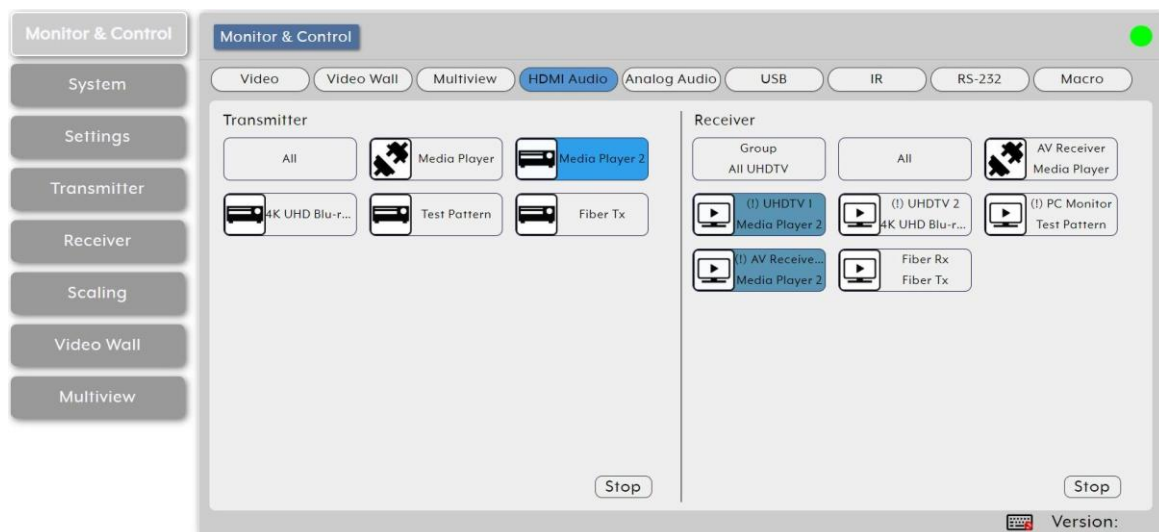 Monitor & Control
System
Settings
Transmitter
Receiver
Scaling
Video Wall
Multiview
Monitor & Control
Video
Video Wall
Multiview
HDMI Audio
Analog Audio
USB
IR
RS-232
Macro
Transmitter
All
Media Player
Media Player 2
4K UHD Blu-r...
Test Pattern
Fiber Tx
Stop
Receiver
Group
All UHDTV
All
AV Receiver
Media Player
(!) UHDTV 1
Media Player 2
(!) UHDTV 2
4K UHD Blu-r...
(!) PC Monitor
Test Pattern
(!) AV Receive...
Media Player 2
Fiber Rx
Fiber Tx
Stop
Version: